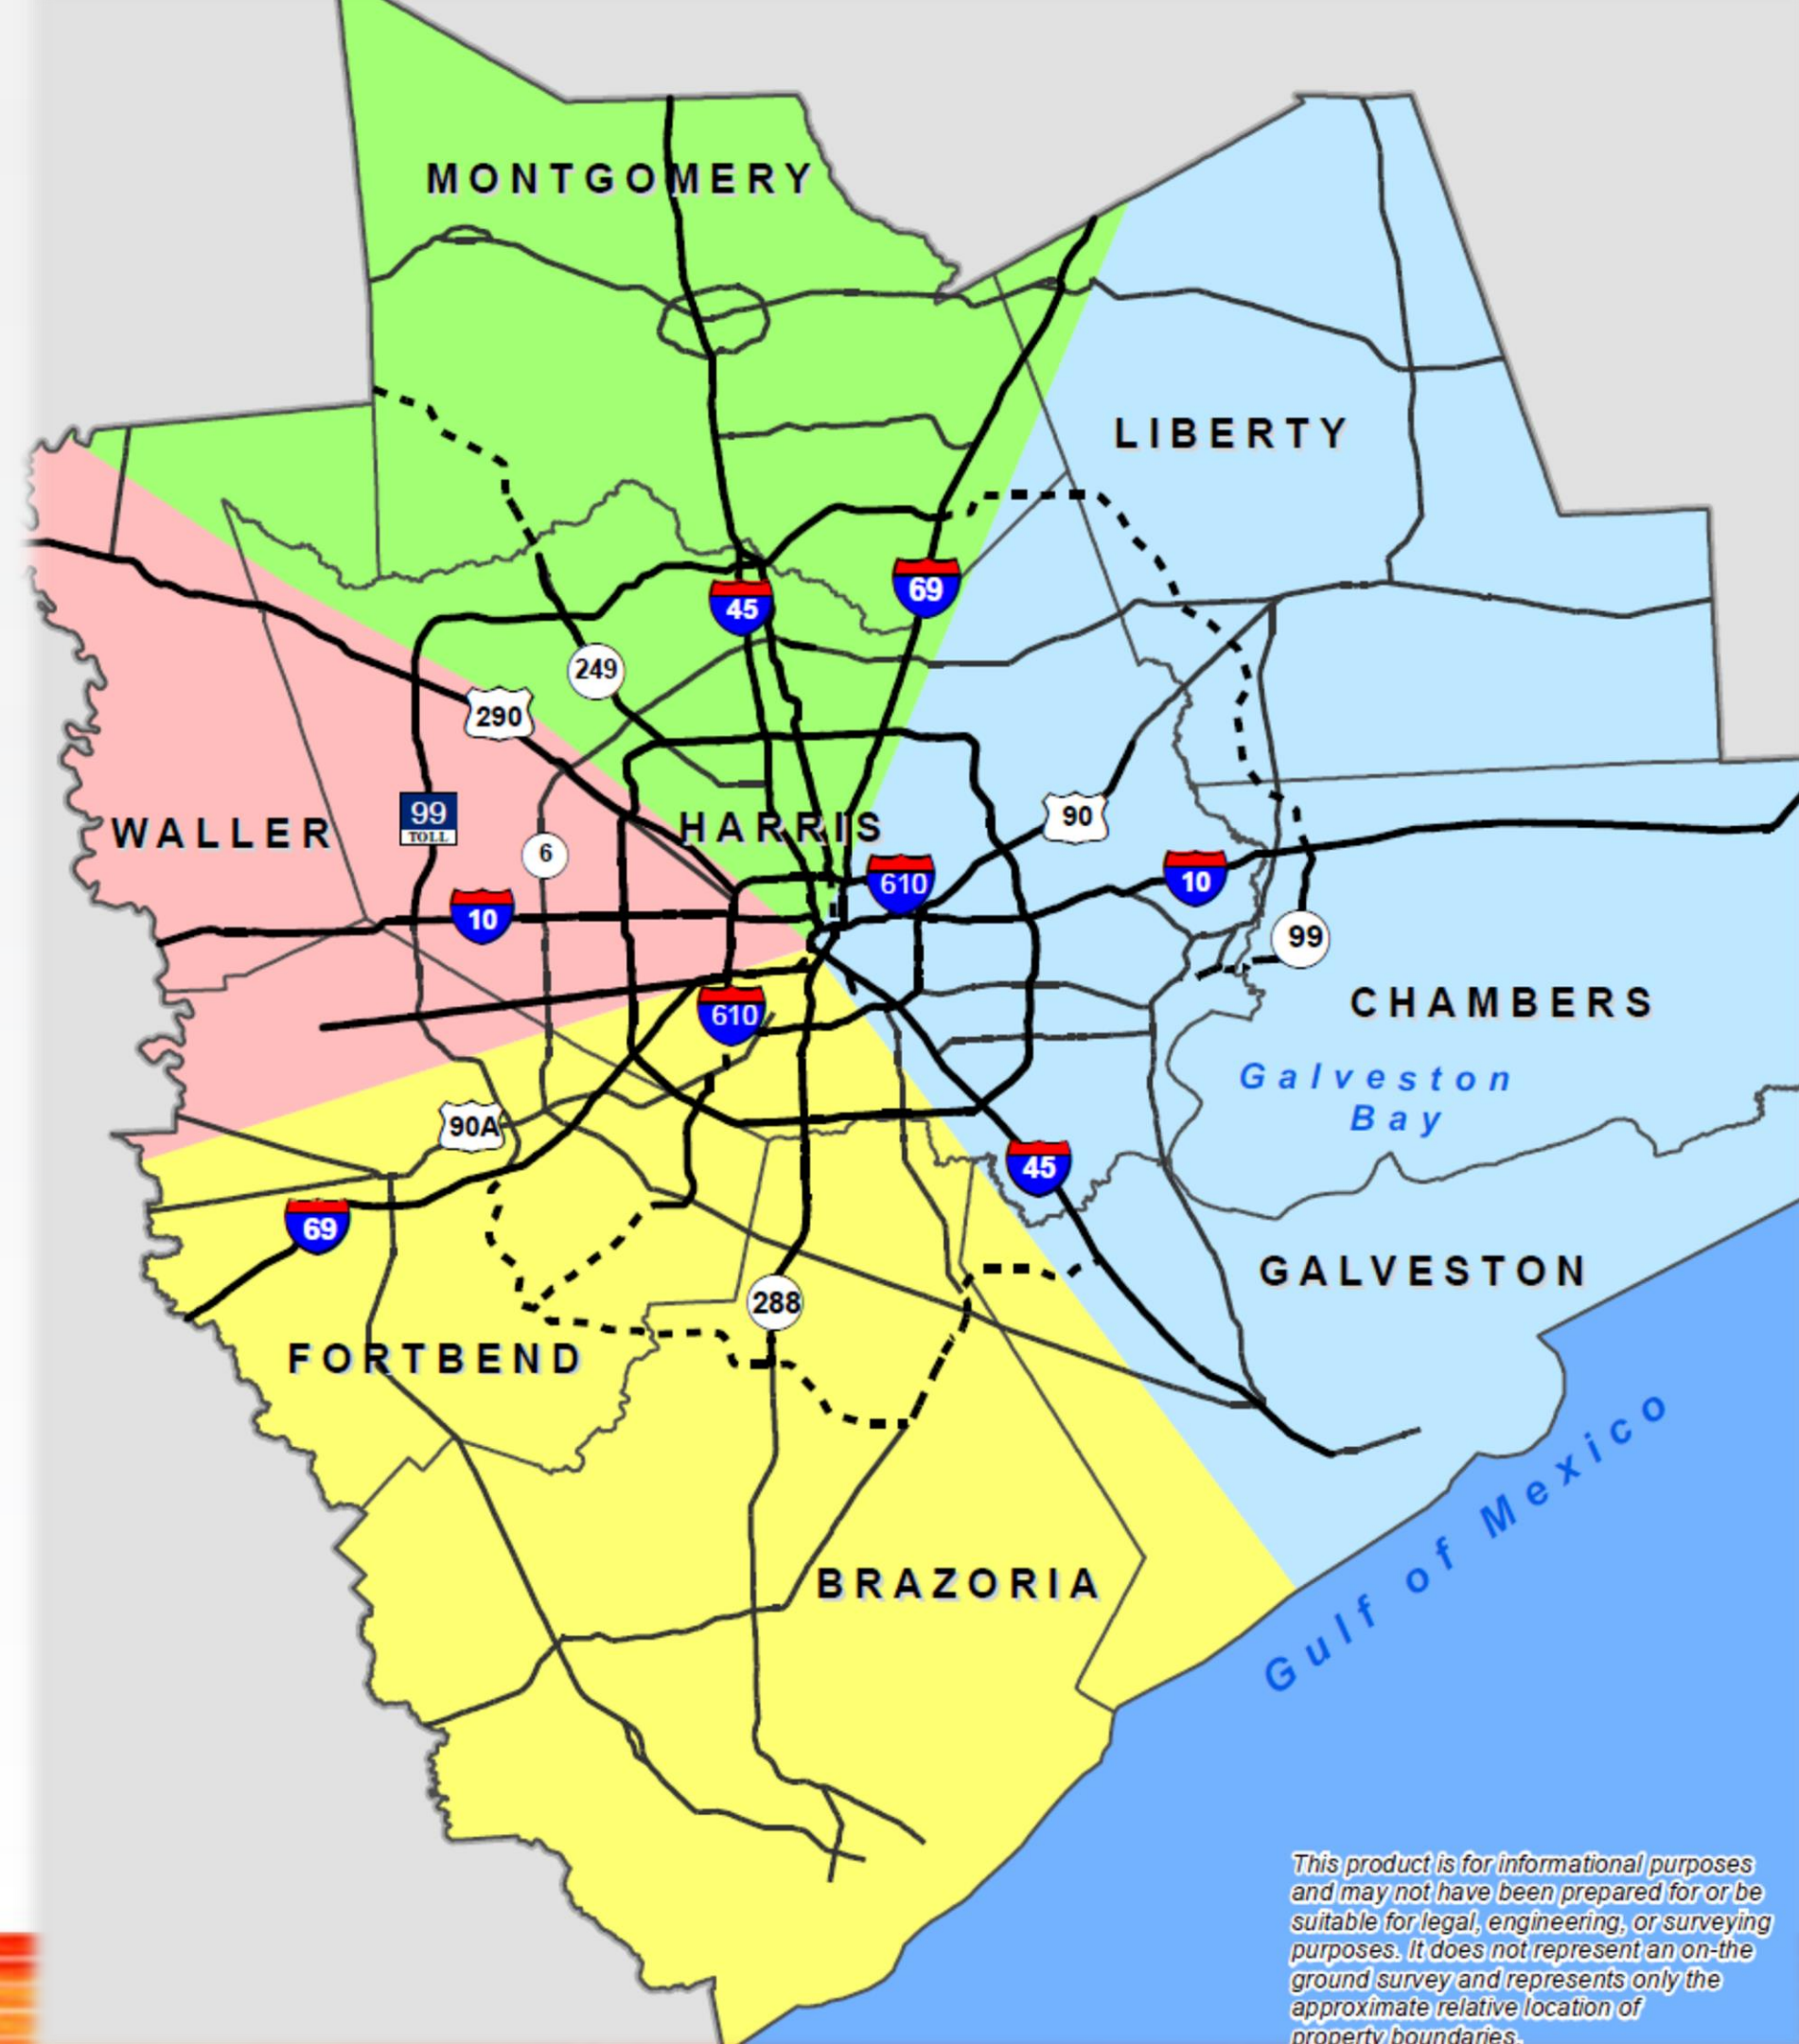 MONTGOMERY
LIBERTY
69
45
249
290
99
TOLL
90
WALLER
HARRIS
6
610
10
10
99
610
CHAMBERS
Galveston
Bay
90A
45
69
GALVESTON
288
FORTBEND
BRAZORIA
Gulf of Mexico
This product is for informational purposes
and may not have been prepared for or be
suitable for legal, engineering, or surveying
purposes. It does not represent an on-the
ground survey and represents only the
approximate relative location of
property boundaries.